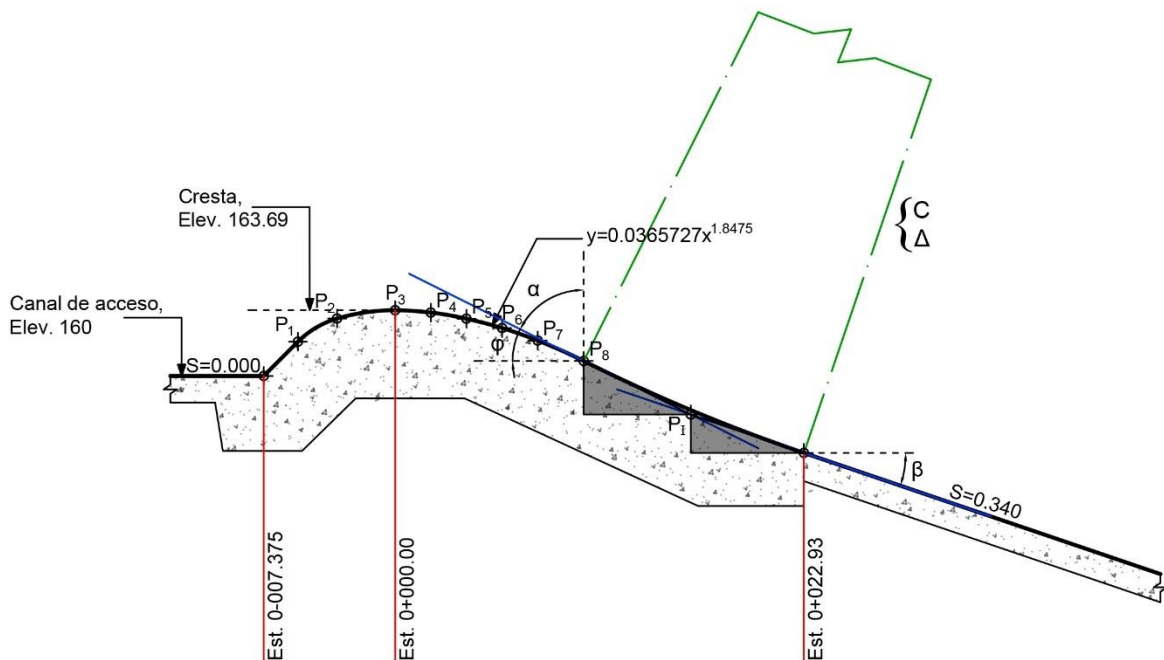 Cresta,
Elev. 163.69
y=0.0365727x^1.8475
C
Δ
Canal de acceso,
Elev. 160
S=0.000
P1
P2
P3
P4
P5
P6
P7
P8
α
φ
PI
β
S=0.340
Est. 0-007.375
Est. 0+000.00
Est. 0+022.93